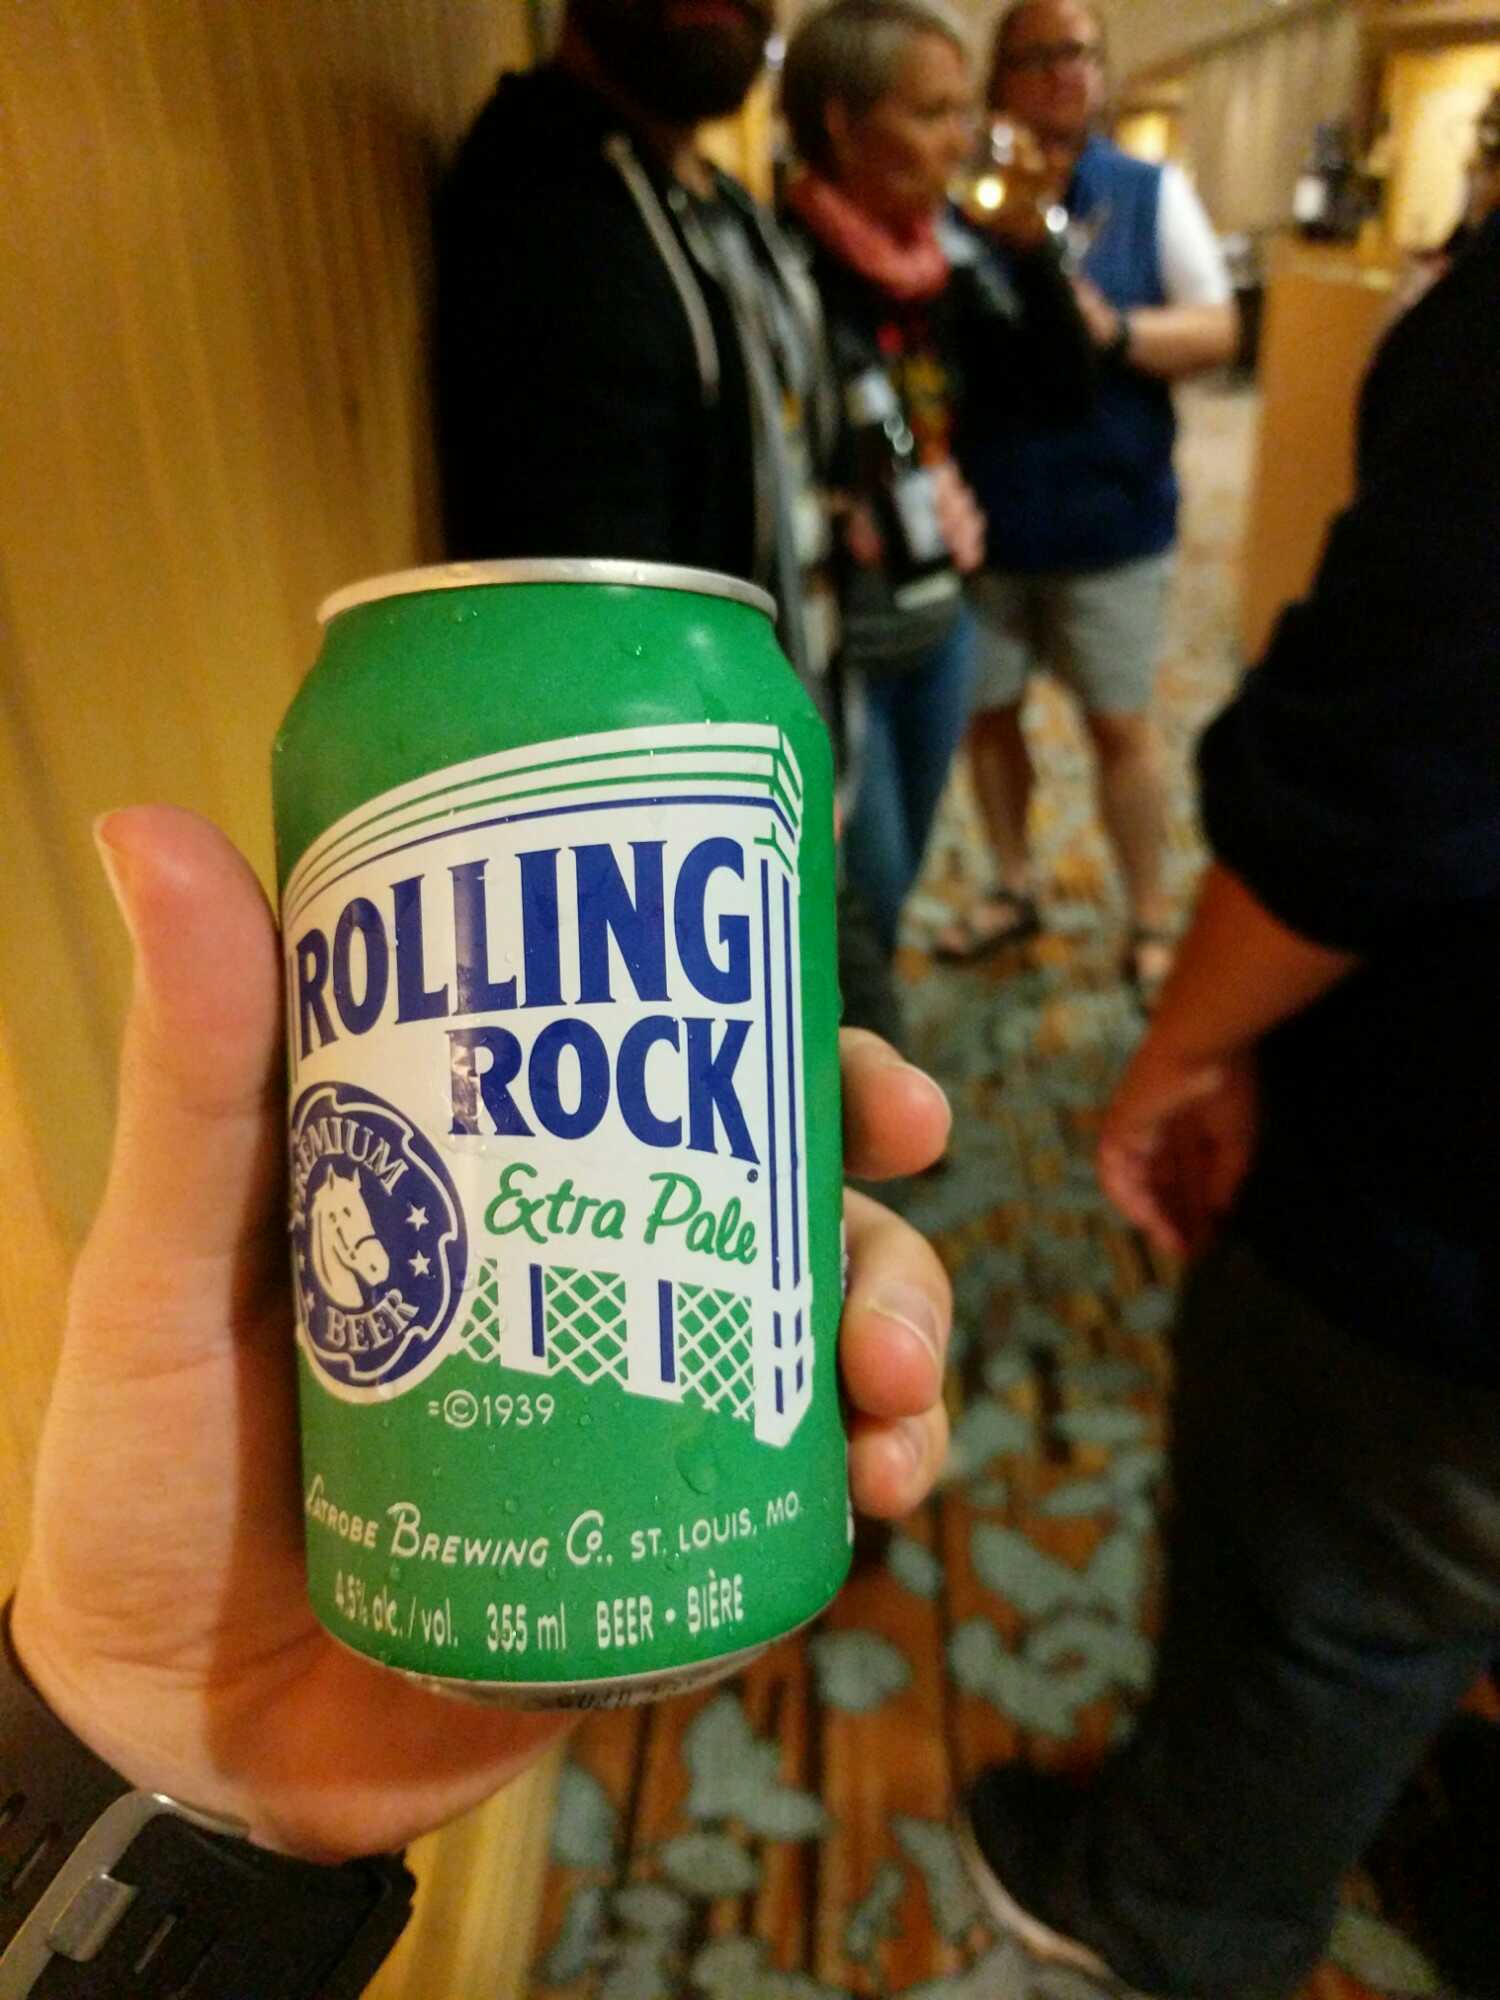 ROLLING
ROCK
Extra Pale
PREMIUM
BEER
=©1939
LATROBE BREWING CO., ST. LOUIS, MO.
4.5% alc./vol. 355 ml BEER • BIÈRE